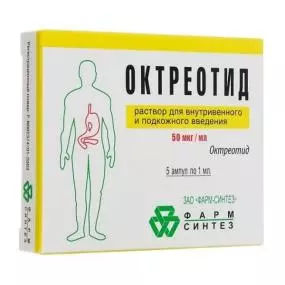 ОКТРЕОТИД
раствор для внутривенного
и подкожного введения
50 мкг / мл
Октреотид
5 ампул по 1 мл.
ЗАО "ФАРМ-СИНТЕЗ"
ФАРМ
СИНТЕЗ